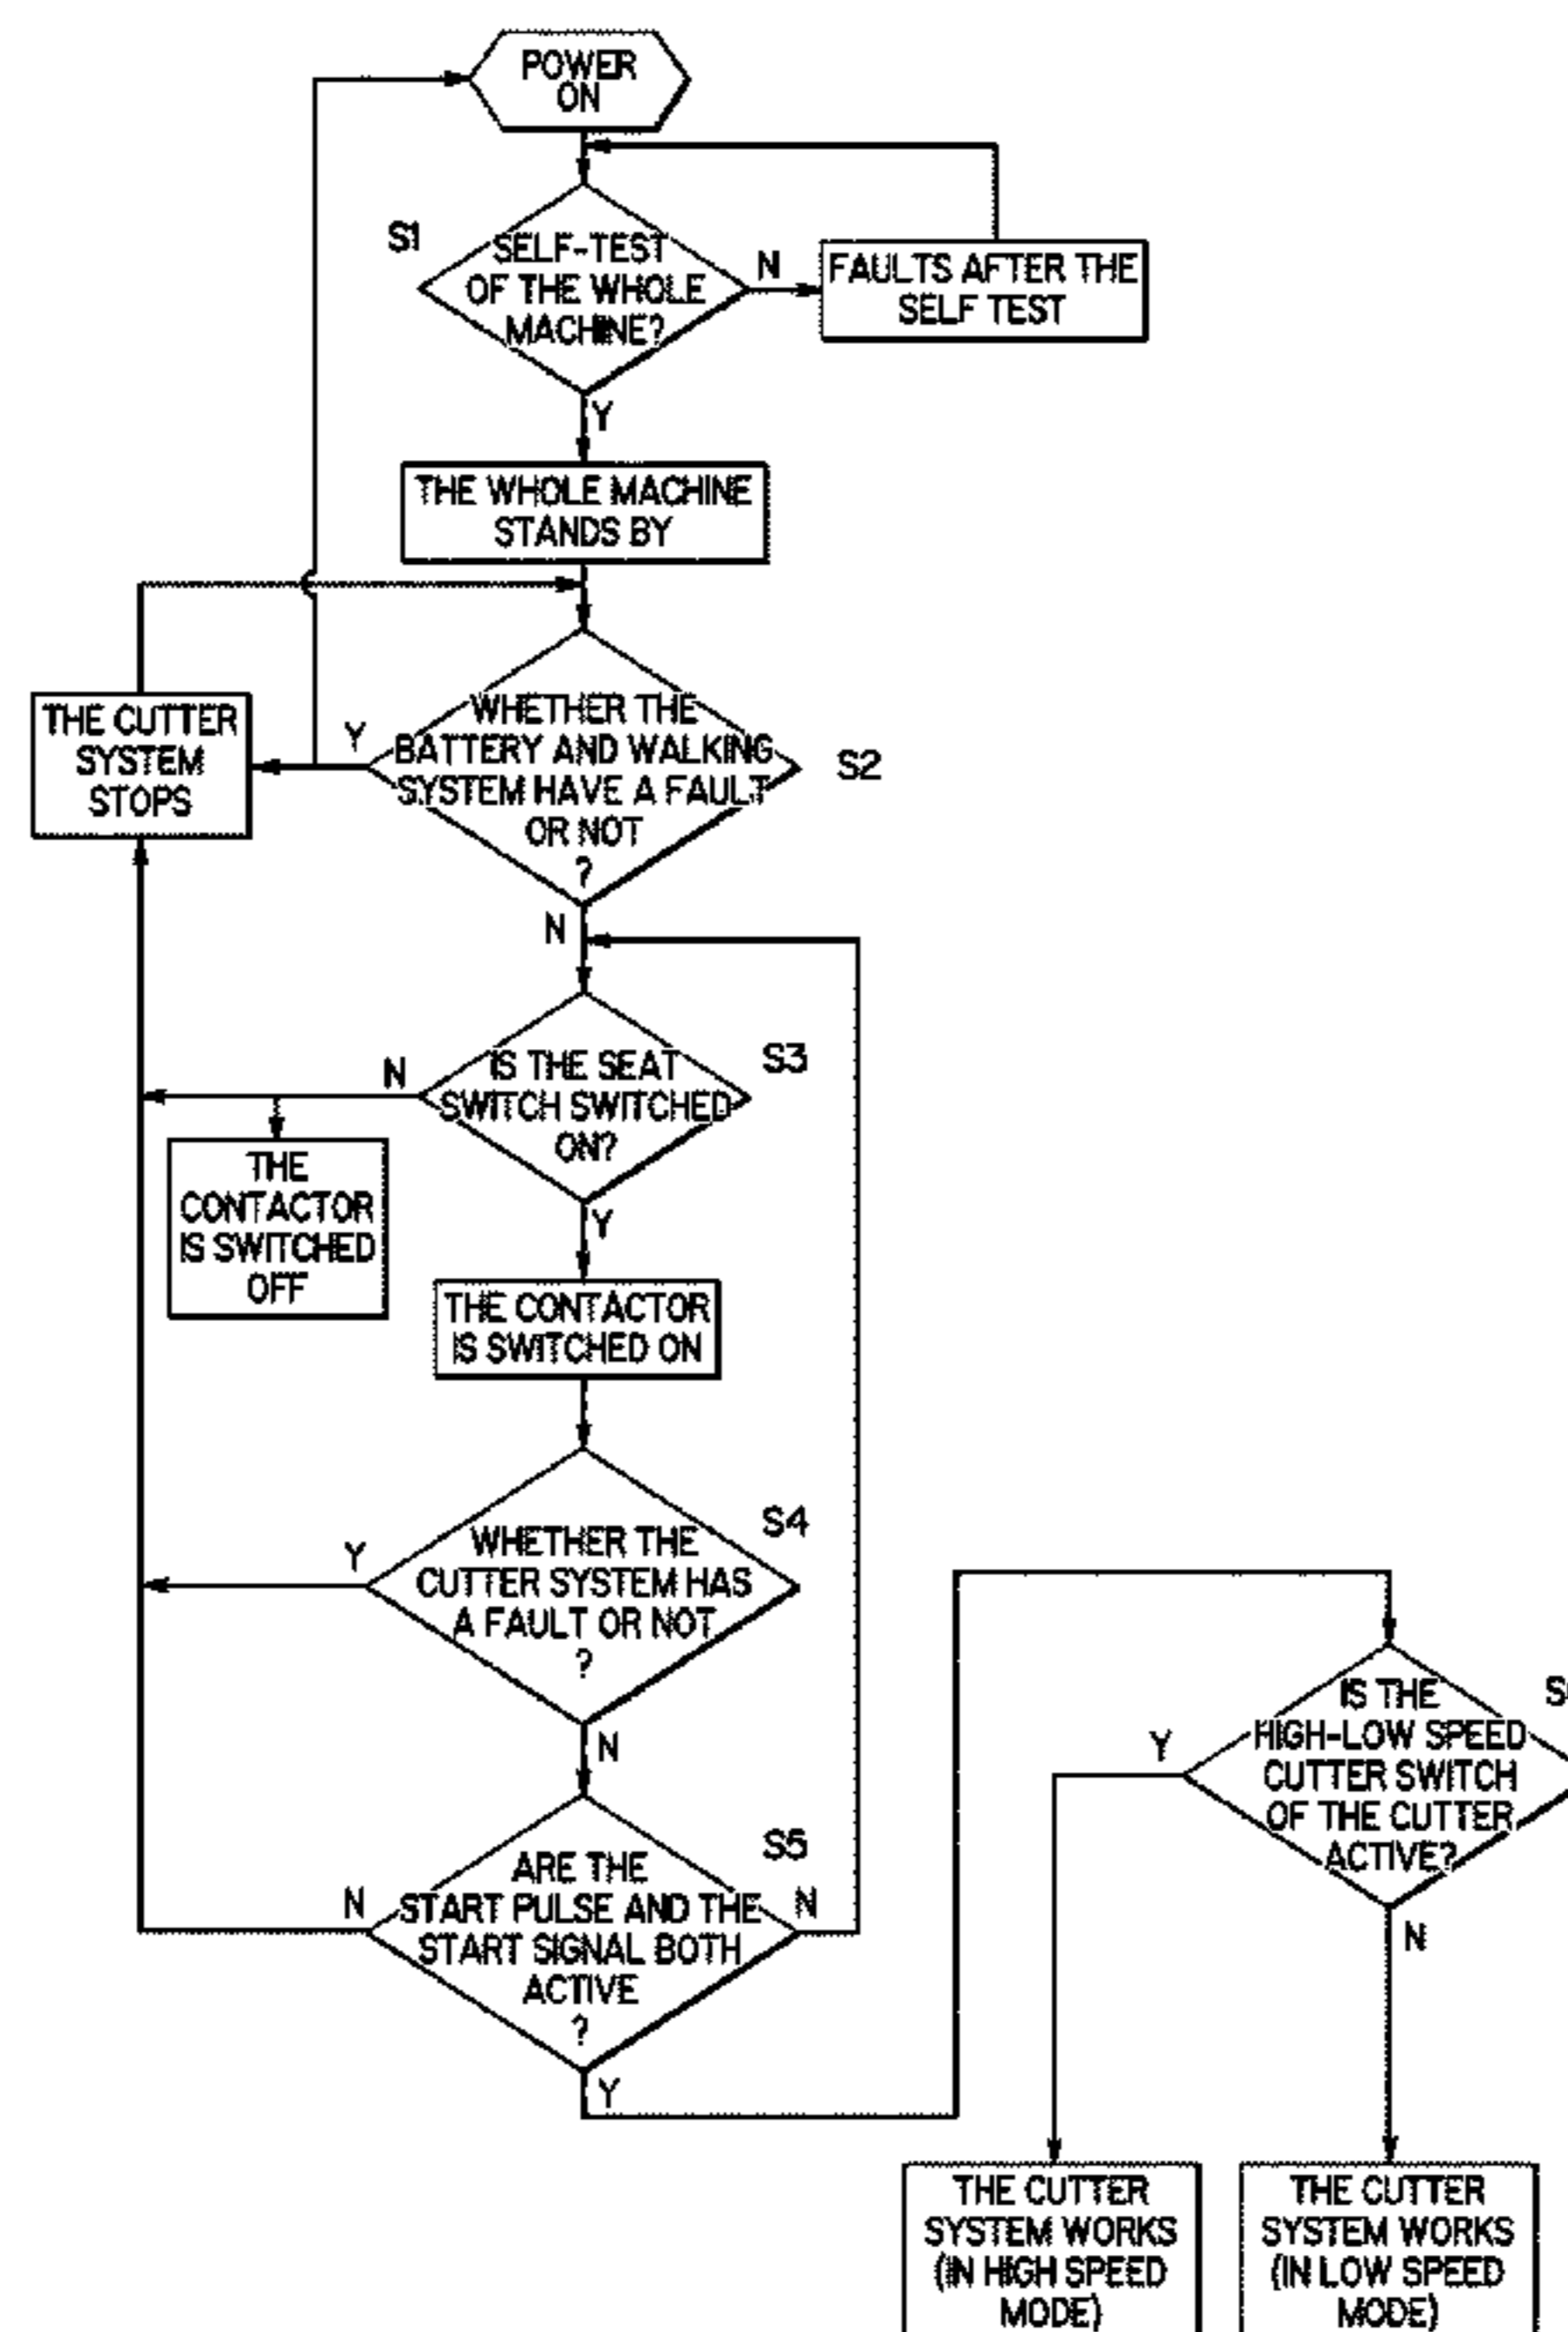 POWER
ON
S1
SELF-TEST
OF THE WHOLE
MACHINE?
N
FAULTS AFTER THE
SELF TEST
Y
THE WHOLE MACHINE
STANDS BY
THE CUTTER
SYSTEM
STOPS
Y
WHETHER THE
BATTERY AND WALKING
SYSTEM HAVE A FAULT
OR NOT
?
S2
N
N
IS THE SEAT
SWITCH SWITCHED
ON?
S3
THE
CONTACTOR
IS SWITCHED
OFF
Y
THE CONTACTOR
IS SWITCHED ON
Y
WHETHER THE
CUTTER SYSTEM HAS
A FAULT OR NOT
?
S4
N
N
ARE THE
START PULSE AND THE
START SIGNAL BOTH
ACTIVE
?
S5
N
Y
Y
IS THE
HIGH-LOW SPEED
CUTTER SWITCH
OF THE CUTTER
ACTIVE?
N
THE CUTTER
SYSTEM WORKS
(IN HIGH SPEED
MODE)
THE CUTTER
SYSTEM WORKS
(IN LOW SPEED
MODE)